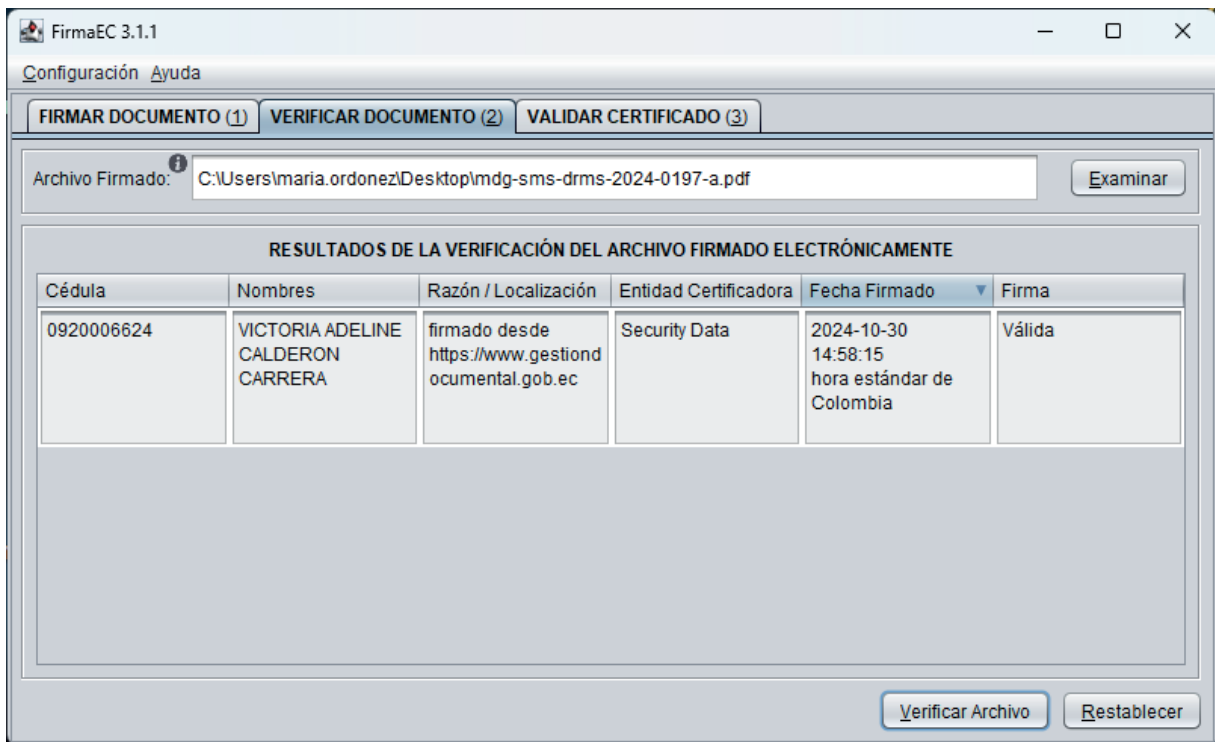 FirmaEC 3.1.1
Configuración Ayuda
FIRMAR DOCUMENTO (1) VERIFICAR DOCUMENTO (2) VALIDAR CERTIFICADO (3)
Archivo Firmado: C:\Users\maria.ordonez\Desktop\mdg-sms-drms-2024-0197-a.pdf Examinar
RESULTADOS DE LA VERIFICACIÓN DEL ARCHIVO FIRMADO ELECTRÓNICAMENTE
Cédula Nombres Razón / Localización Entidad Certificadora Fecha Firmado Firma
0920006624 VICTORIA ADELINE firmado desde Security Data 2024-10-30 Válida
CALDERON https://www.gestiond 14:58:15
CARRERA ocumental.gob.ec hora estándar de
Colombia
Verificar Archivo Restablecer